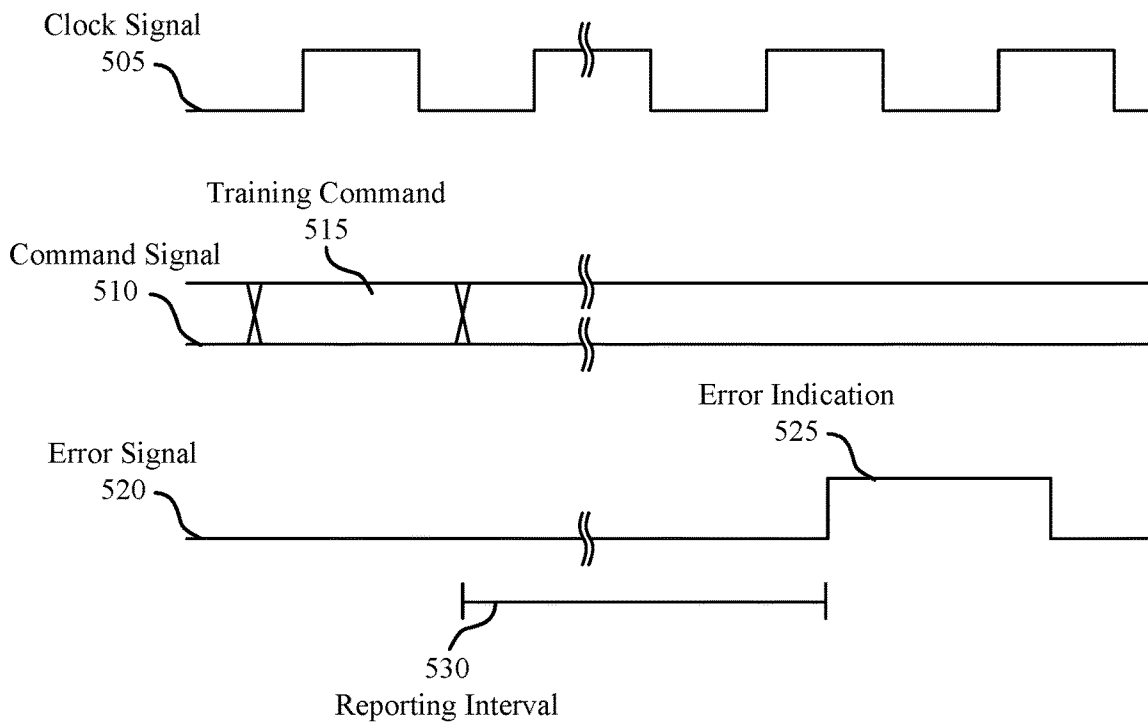 Clock Signal
505
Training Command
515
Command Signal
510
Error Indication
525
Error Signal
520
530
Reporting Interval